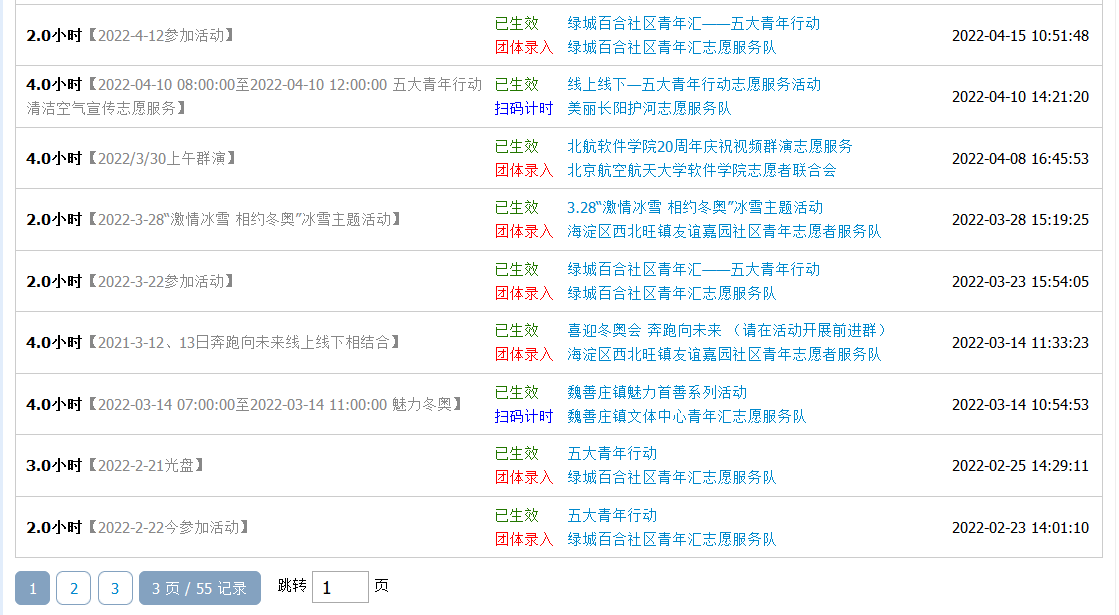 2.0小时【2022-4-12参加活动】
已生效 绿城百合社区青年汇——五大青年行动
团体录入 绿城百合社区青年汇志愿服务队
2022-04-15 10:51:48
4.0小时【2022-04-10 08:00:00至2022-04-10 12:00:00 五大青年行动
清洁空气宣传志愿服务】
已生效 线上线下—五大青年行动志愿服务活动
扫码计时 美丽长阳护河志愿服务队
2022-04-10 14:21:20
4.0小时【2022/3/30上午群演】
已生效 北航软件学院20周年庆祝视频群演志愿服务
团体录入 北京航空航天大学软件学院志愿者联合会
2022-04-08 16:45:53
2.0小时【2022-3-28“激情冰雪 相约冬奥”冰雪主题活动】
已生效 3.28“激情冰雪 相约冬奥”冰雪主题活动
团体录入 海淀区西北旺镇友谊嘉园社区青年志愿者服务队
2022-03-28 15:19:25
2.0小时【2022-3-22参加活动】
已生效 绿城百合社区青年汇——五大青年行动
团体录入 绿城百合社区青年汇志愿服务队
2022-03-23 15:54:05
4.0小时【2021-3-12、13日奔跑向未来线上线下相结合】
已生效 喜迎冬奥会 奔跑向未来 （请在活动开展前进群）
团体录入 海淀区西北旺镇友谊嘉园社区青年志愿者服务队
2022-03-14 11:33:23
4.0小时【2022-03-14 07:00:00至2022-03-14 11:00:00 魅力冬奥】
已生效 魏善庄镇魅力首善系列活动
扫码计时 魏善庄镇文体中心青年汇志愿服务队
2022-03-14 10:54:53
3.0小时【2022-2-21光盘】
已生效 五大青年行动
团体录入 绿城百合社区青年汇志愿服务队
2022-02-25 14:29:11
2.0小时【2022-2-22今参加活动】
已生效 五大青年行动
团体录入 绿城百合社区青年汇志愿服务队
2022-02-23 14:01:10
1 2 3 3 页 / 55 记录 跳转 1 页